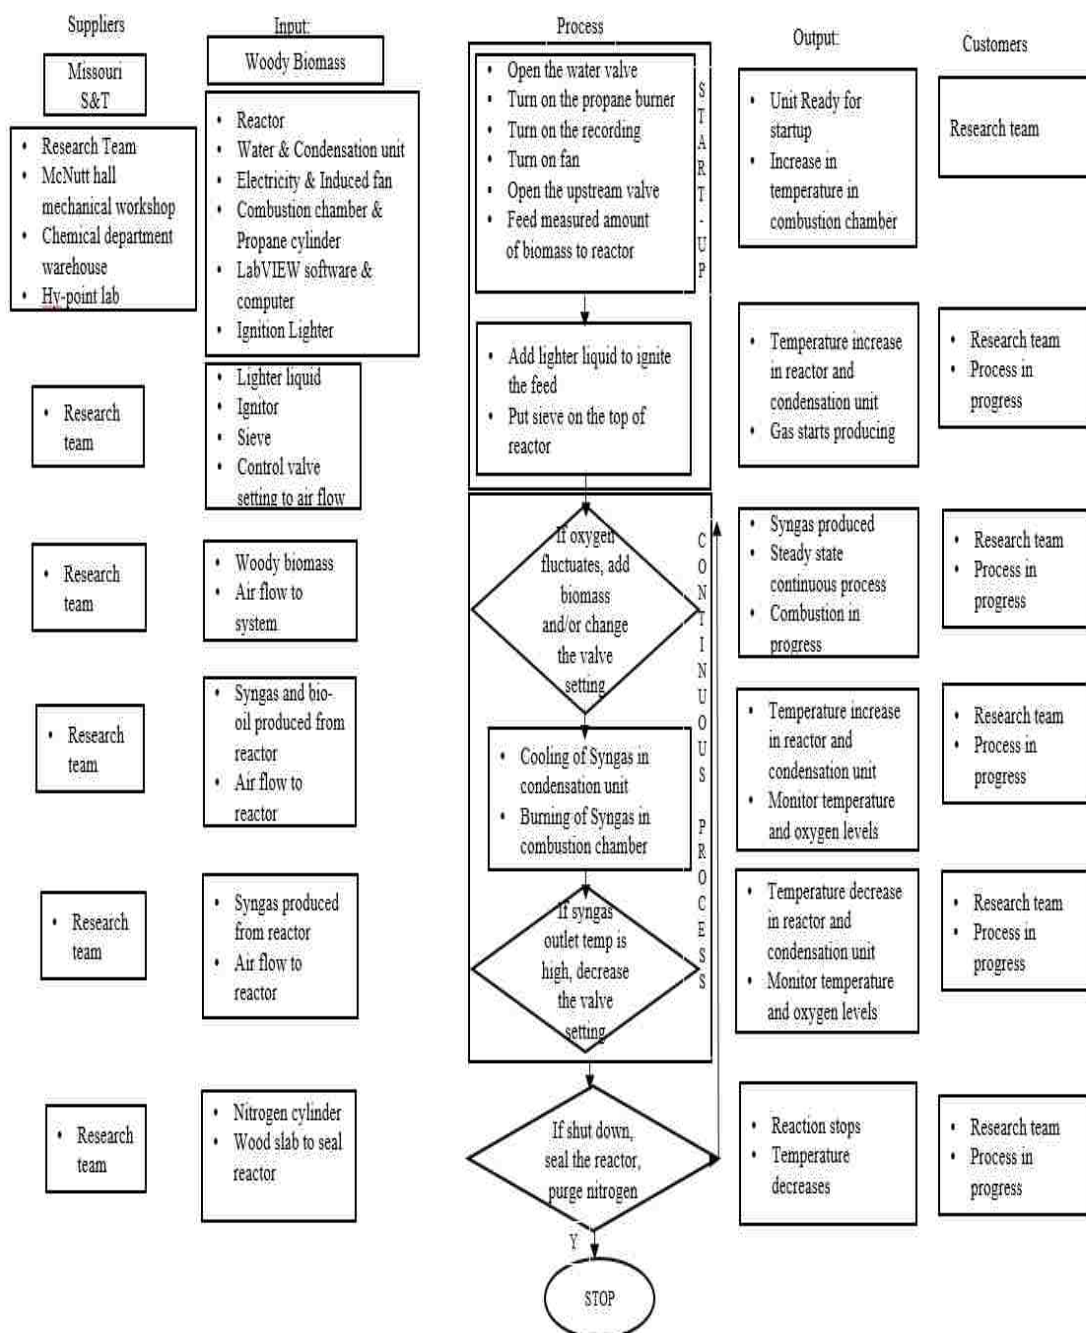 Suppliers
Input:
Process
Output:
Customers
Missouri
S&T
Woody Biomass
• Research Team
• McNutt hall
mechanical workshop
• Chemical department
warehouse
• Hy-point lab
• Reactor
• Water & Condensation unit
• Electricity & Induced fan
• Combustion chamber &
Propane cylinder
• LabVIEW software &
computer
• Ignition Lighter
• Open the water valve
• Turn on the propane burner
• Turn on the recording
• Turn on fan
• Open the upstream valve
• Feed measured amount
of biomass to reactor
START-UP
• Unit Ready for
startup
• Increase in
temperature in
combustion chamber
Research team
• Research
team
• Lighter liquid
• Ignitor
• Sieve
• Control valve
setting to air flow
• Add lighter liquid to ignite
the feed
• Put sieve on the top of
reactor
• Temperature increase
in reactor and
condensation unit
• Gas starts producing
• Research team
• Process in
progress
• Research
team
• Woody biomass
• Air flow to
system
If oxygen
fluctuates, add
biomass
and/or change
the valve
setting
CONTINUOUS PROCESS
• Syngas produced
• Steady state
continuous process
• Combustion in
progress
• Research team
• Process in
progress
• Research
team
• Syngas and bio-
oil produced from
reactor
• Air flow to
reactor
• Cooling of Syngas in
condensation unit
• Burning of Syngas in
combustion chamber
• Temperature increase
in reactor and
condensation unit
• Monitor temperature
and oxygen levels
• Research team
• Process in
progress
• Research
team
• Syngas produced
from reactor
• Air flow to
reactor
If syngas
outlet temp is
high, decrease
the valve
setting
• Temperature decrease
in reactor and
condensation unit
• Monitor temperature
and oxygen levels
• Research team
• Process in
progress
• Research
team
• Nitrogen cylinder
• Wood slab to seal
reactor
If shut down,
seal the reactor,
purge nitrogen
• Reaction stops
• Temperature
decreases
• Research team
• Process in
progress
Y
STOP